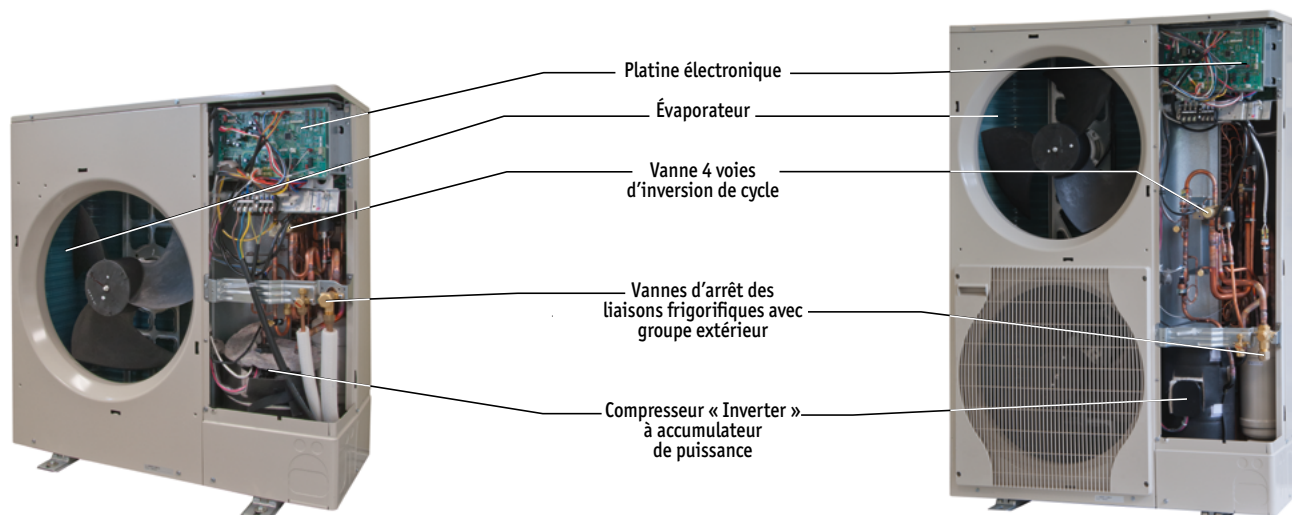 Platine électronique
Évaporateur
Vanne 4 voies
d’inversion de cycle
Vannes d’arrêt des
liaisons frigorifiques avec
groupe extérieur
Compresseur « Inverter »
à accumulateur
de puissance